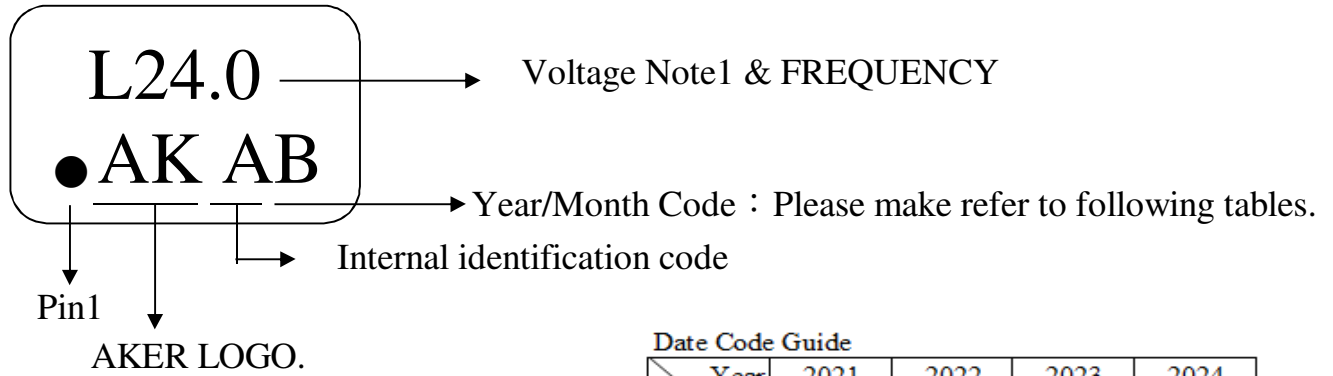 L24.0
Voltage Note1 & FREQUENCY
●AK AB
Year/Month Code：Please make refer to following tables.
Internal identification code
Pin1
AKER LOGO.
Date Code Guide
Year 2021 2022 2023 2024